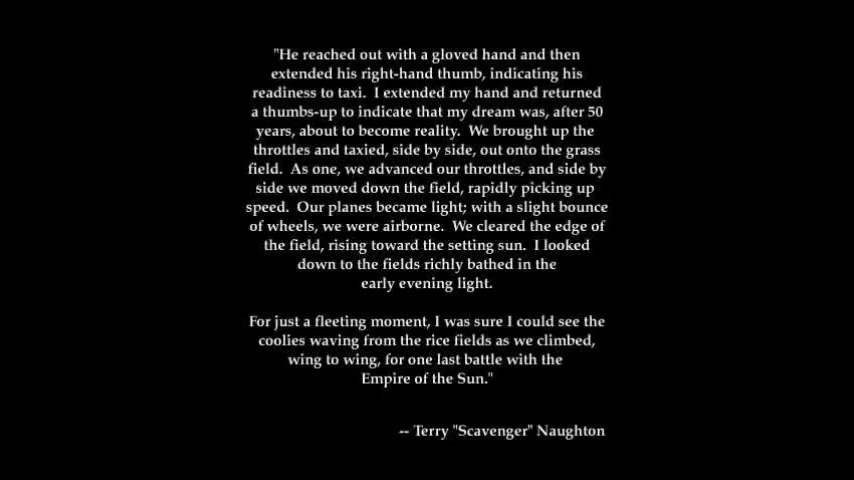 "He reached out with a gloved hand and then
extended his right-hand thumb, indicating his
readiness to taxi.  I extended my hand and returned
a thumbs-up to indicate that my dream was, after 50
years, about to become reality.  We brought up the
throttles and taxied, side by side, out onto the grass
field.  As one, we advanced our throttles, and side by
side we moved down the field, rapidly picking up
speed.  Our planes became light; with a slight bounce
of wheels, we were airborne.  We cleared the edge of
the field, rising toward the setting sun.  I looked
down to the fields richly bathed in the
early evening light.
For just a fleeting moment, I was sure I could see the
coolies waving from the rice fields as we climbed,
wing to wing, for one last battle with the
Empire of the Sun."
-- Terry "Scavenger" Naughton